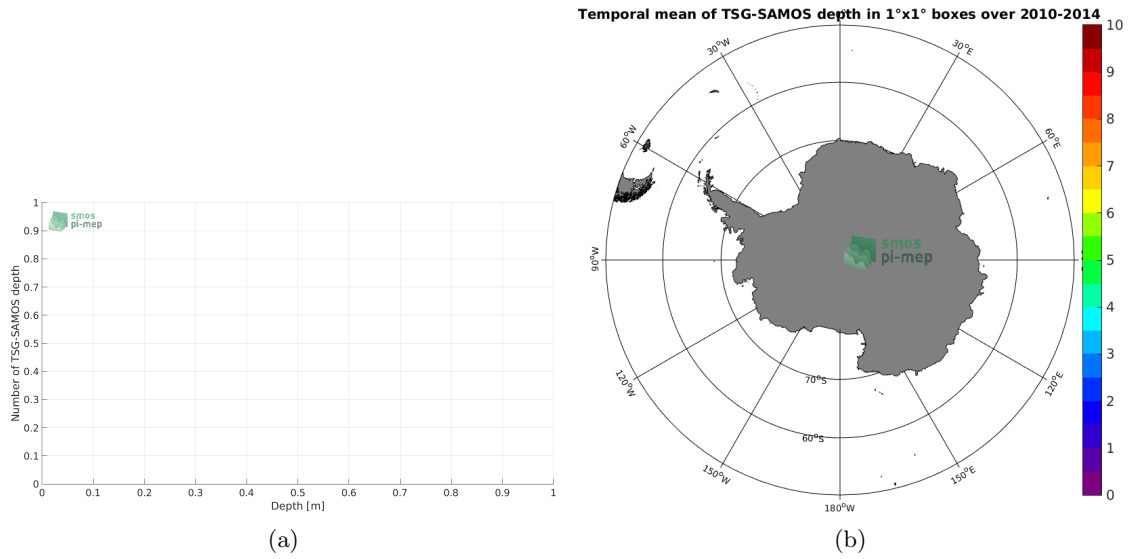 Temporal mean of TSG-SAMOS depth in 1°x1° boxes over 2010-2014
1
0.9
0.8
0.7
0.6
0.5
0.4
0.3
0.2
0.1
0
Number of TSG-SAMOS depth
smos
pi-mep
0 0.1 0.2 0.3 0.4 0.5 0.6 0.7 0.8 0.9 1
Depth [m]
(a)
30°W
30°E
60°W
60°E
90°W
smos
pi-mep
120°W
120°E
70°S
60°S
150°W
150°E
180°W
10
9
8
7
6
5
4
3
2
1
0
(b)